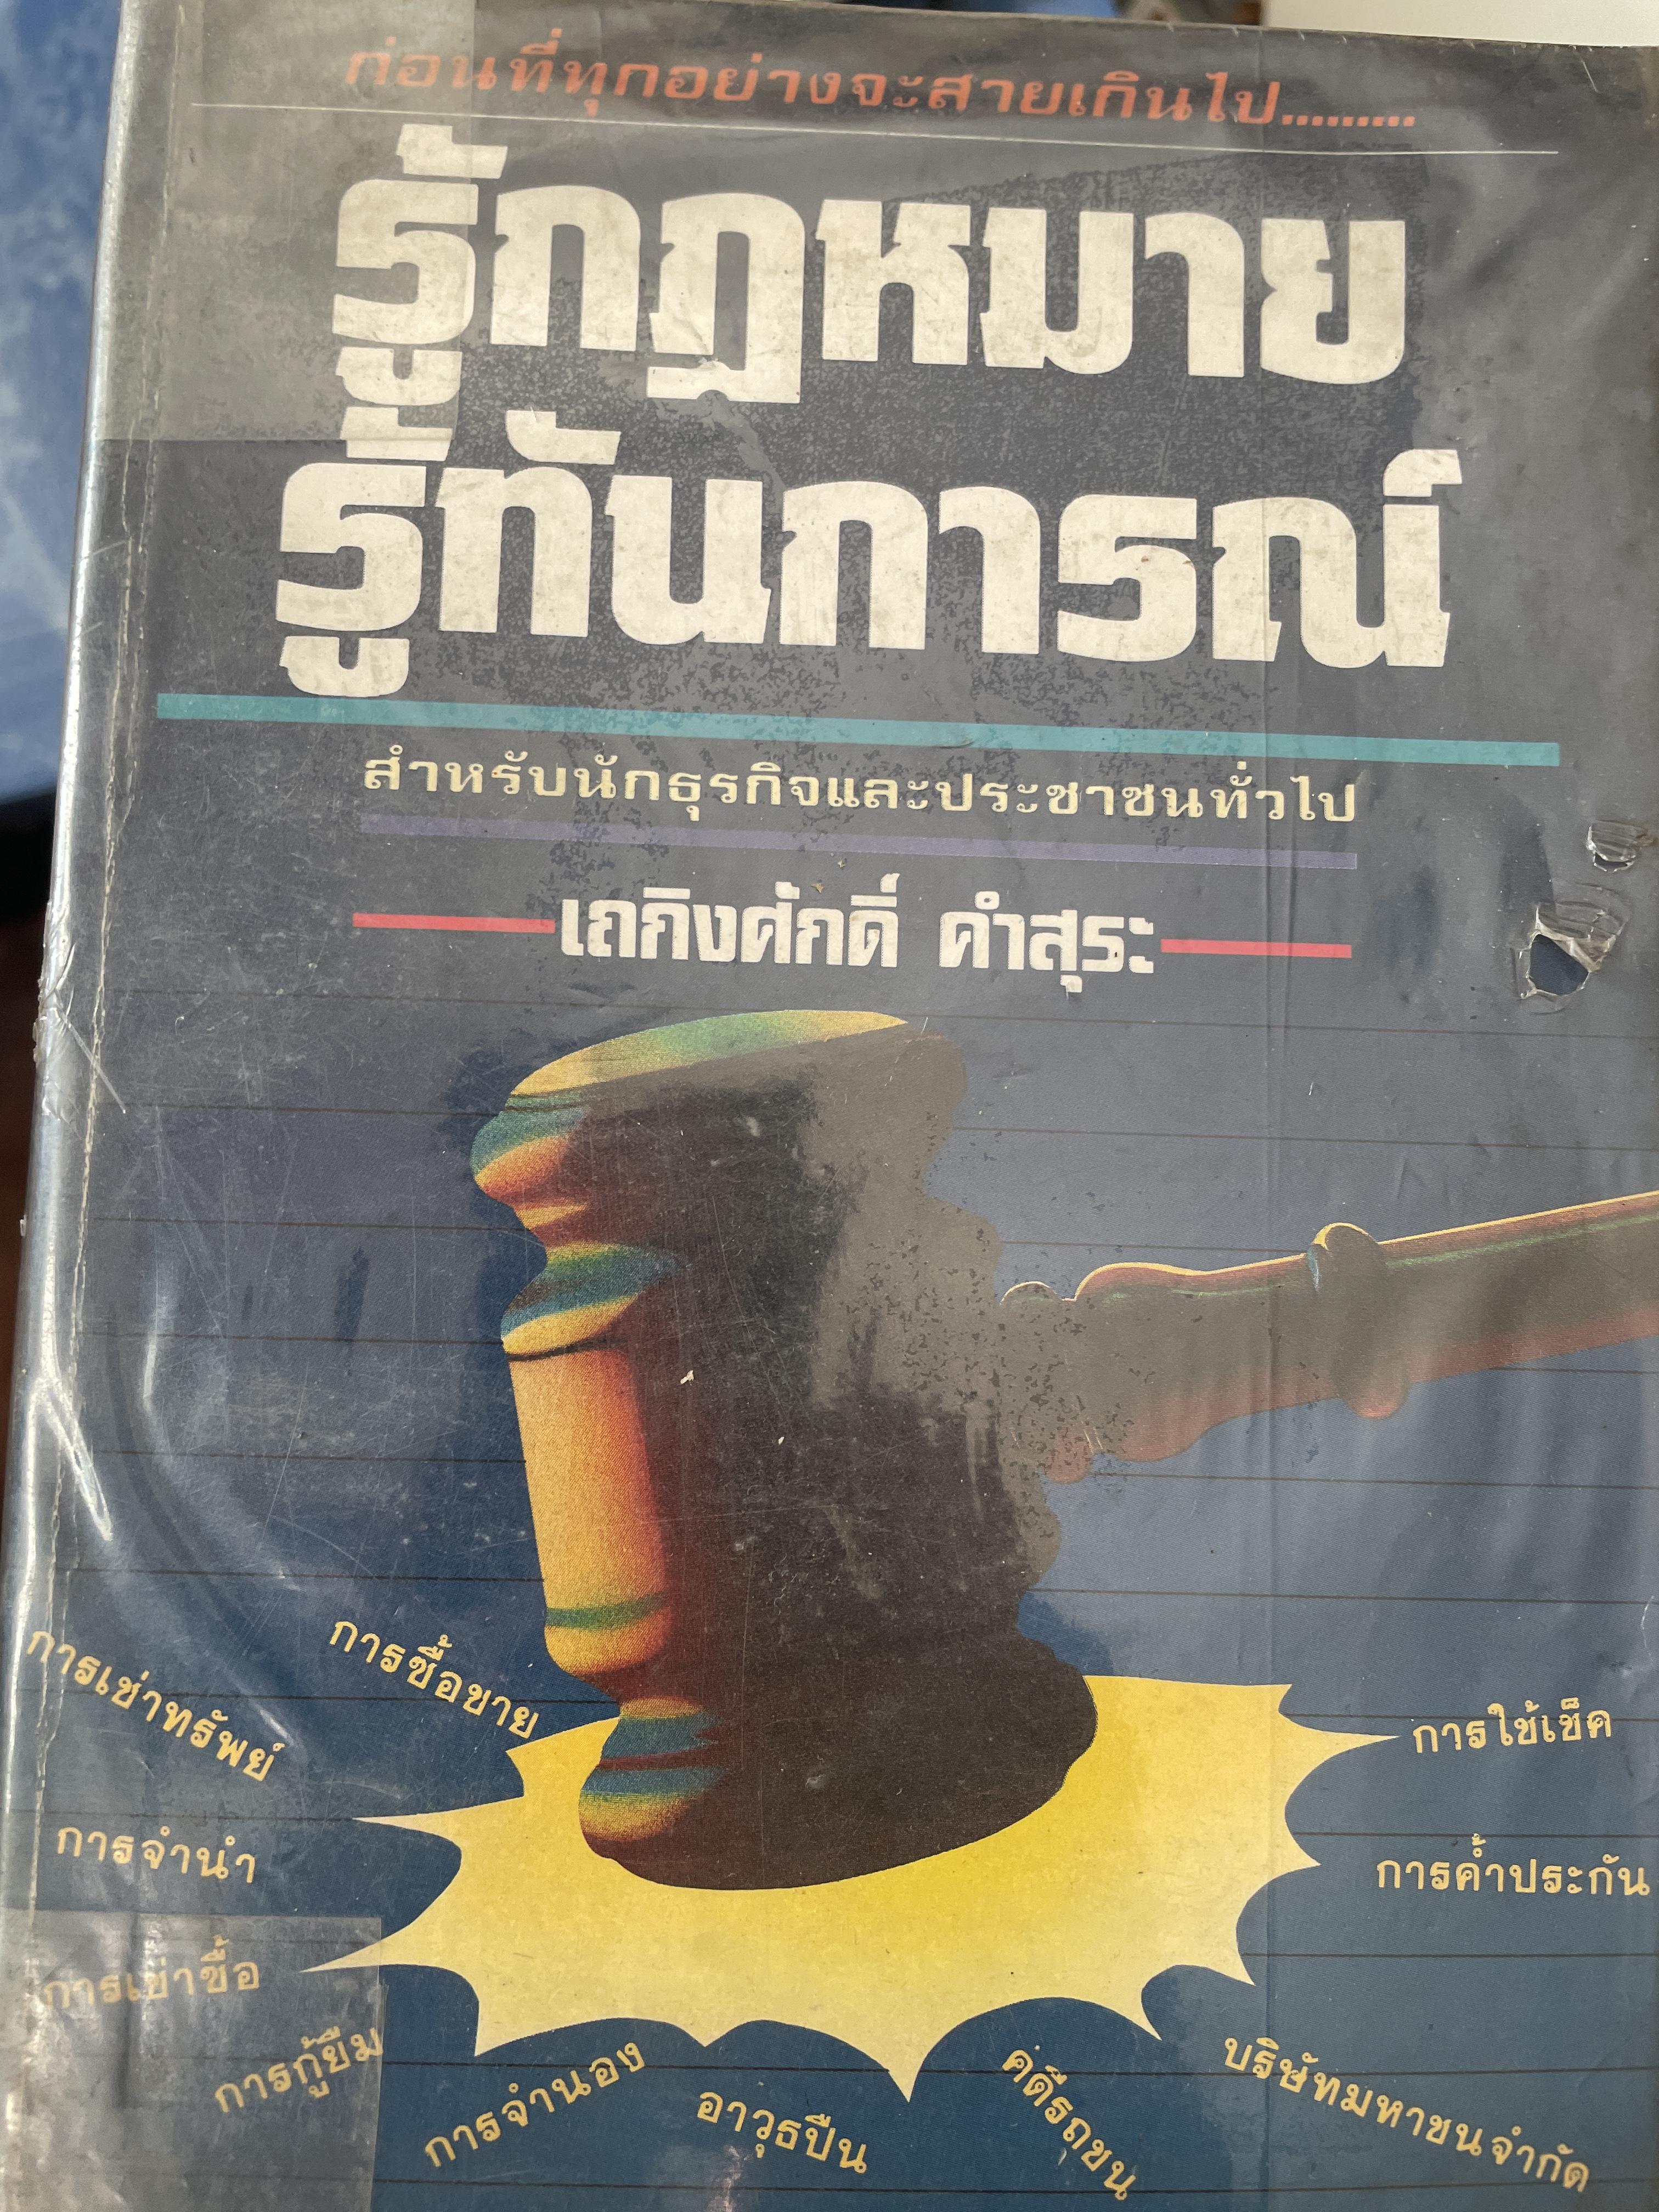 ก่อนที่ทุกอย่างจะสายเกินไป.........
รู้กฎหมาย
รู้ทันการณ์
สำหรับนักธุรกิจและประชาชนทั่วไป
เถกิงศักดิ์ คำสุระ
การเช่าทรัพย์
การซื้อขาย
การใช้เช็ค
การจำนำ
การค้ำประกัน
การเช่าซื้อ
การกู้ยืม
การจำนอง
อาวุธปืน
คดีรถชน
บริษัทมหาชนจำกัด